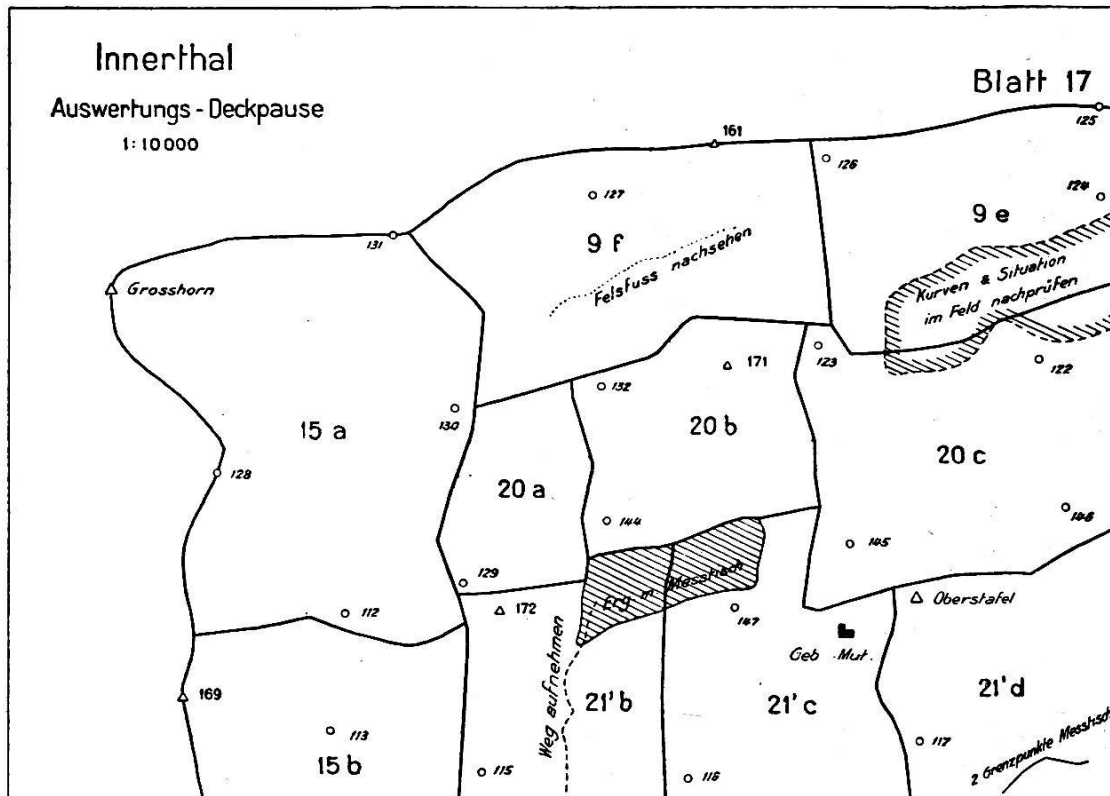 Innerthal
Auswertungs - Deckpause
1:10000
Blatt 17
125
161
126
124
127
9 e
131
9 f
Felsfuss nachsehen
Kurven & Situation
im Feld nachprüfen
Grosshorn
123
122
171
132
130
15 a
20 b
20 c
128
20 a
146
144
145
129
Erg. m. Messtisch
172
112
147
Oberstafel
Geb. Mut.
Weg aufnehmen
169
21'b
21'c
21'd
113
117
15 b
115
116
2 Grenzpunkte Messtisch